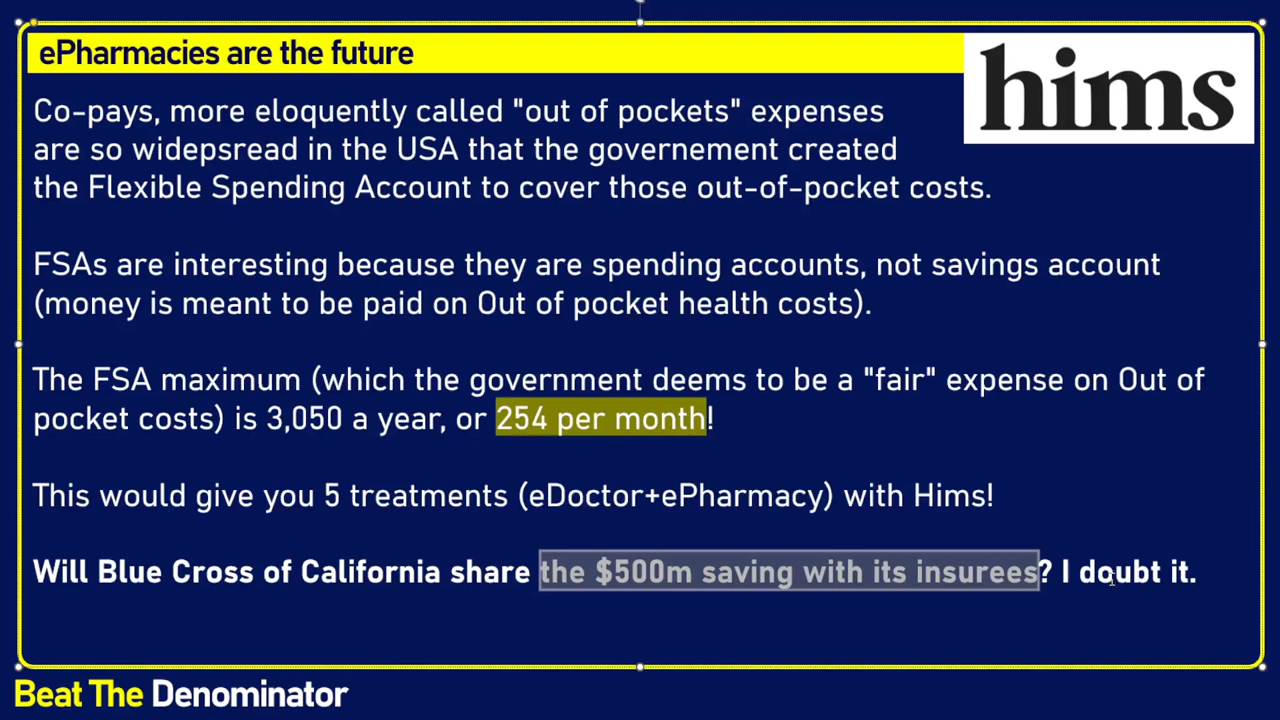 ePharmacies are the future
hims
Co-pays, more eloquently called "out of pockets" expenses
are so widepsread in the USA that the governement created
the Flexible Spending Account to cover those out-of-pocket costs.
FSAs are interesting because they are spending accounts, not savings account
(money is meant to be paid on Out of pocket health costs).
The FSA maximum (which the government deems to be a "fair" expense on Out of
pocket costs) is 3,050 a year, or 254 per month!
This would give you 5 treatments (eDoctor+ePharmacy) with Hims!
Will Blue Cross of California share the $500m saving with its insurees? I doubt it.
Beat The Denominator